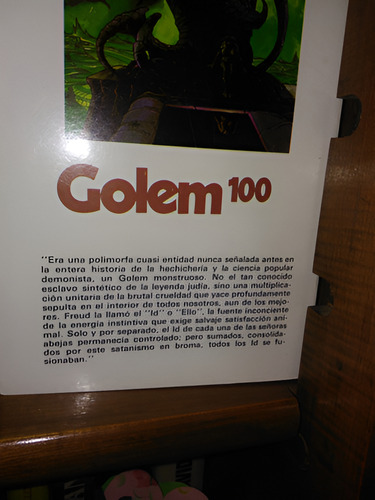 Golem 100
"Era una polimorfa cuasi entidad nunca señalada antes en
la entera historia de la hechichería y la ciencia popular
demonista, un Golem monstruoso. No el tan conocido
esclavo sintético de la leyenda judía, sino una multiplica-
ción unitaria de la brutal crueldad que yace profundamente
sepulta en el interior de todos nosotros, aun de los mejo-
res. Freud la llamó el "Id" o "Ello", la fuente inconciente
de la energía instintiva que exige salvaje satisfacción ani-
mal. Solo y por separado, el Id de cada una de las señoras
abejas permanecía controlado; pero sumados, consolida-
dos por este satanismo en broma, todos los Id se fu-
sionaban."